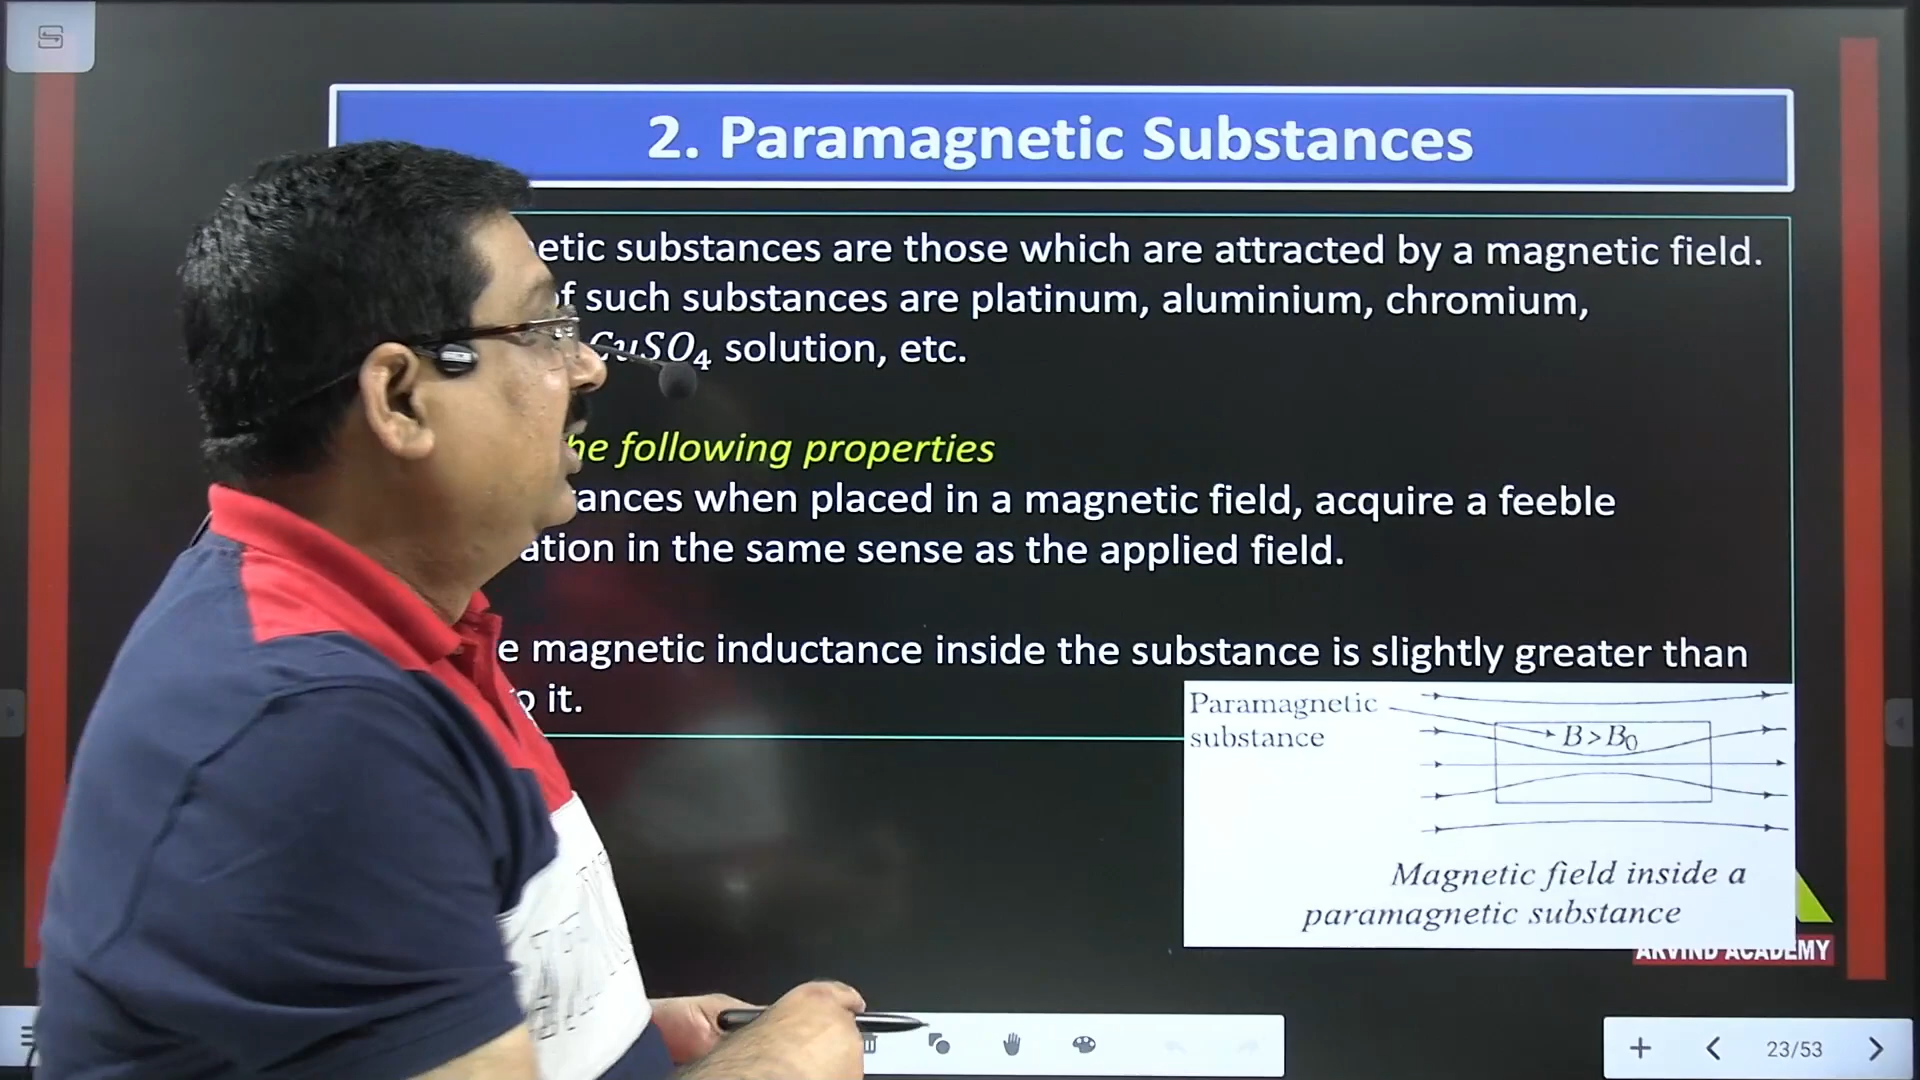 2. Paramagnetic Substances
netic substances are those which are attracted by a magnetic field.
of such substances are platinum, aluminium, chromium,
CuSO4 solution, etc.
he following properties
tances when placed in a magnetic field, acquire a feeble
ation in the same sense as the applied field.
e magnetic inductance inside the substance is slightly greater than
o it.
Paramagnetic
substance
B > B0
Magnetic field inside a
paramagnetic substance
ARVIND ACADEMY
23/53